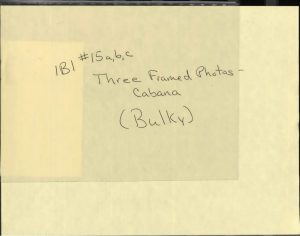 1B1 #15a,b,c
Three Framed Photos -
Cabana
(Bulky)